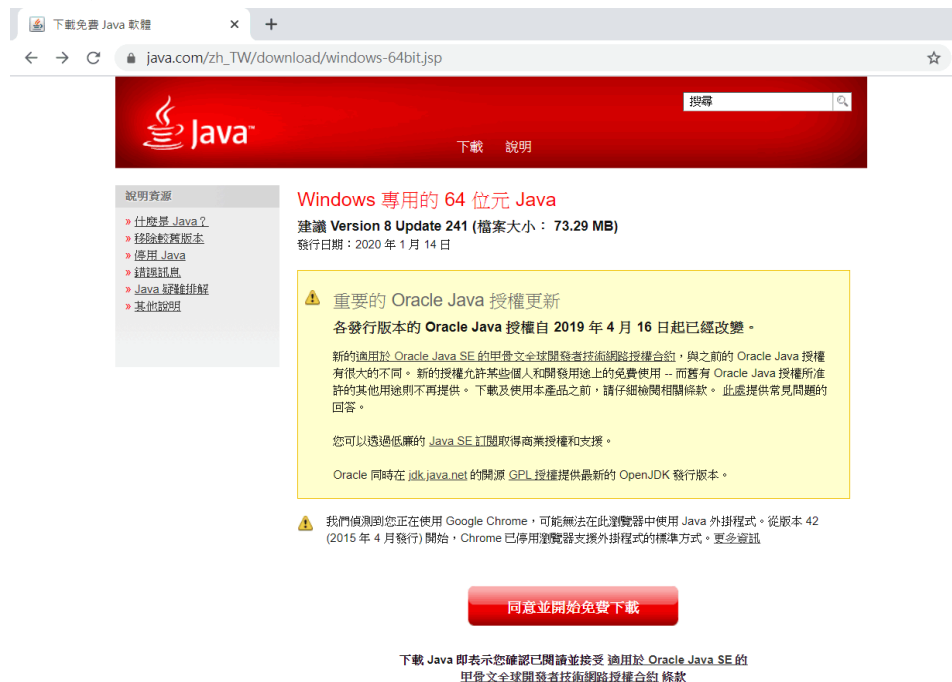 下載免費 Java 軟體
java.com/zh_TW/download/windows-64bit.jsp
搜尋
Java™
下載 說明
說明資源
» 什麼是 Java？
» 移除較舊版本
» 停用 Java
» 錯誤訊息
» Java 疑難排解
» 其他說明
Windows 專用的 64 位元 Java
建議 Version 8 Update 241 (檔案大小： 73.29 MB)
發行日期：2020 年 1 月 14 日
重要的 Oracle Java 授權更新
各發行版本的 Oracle Java 授權自 2019 年 4 月 16 日起已經改變。
新的適用於 Oracle Java SE 的甲骨文全球開發者技術網路授權合約，與之前的 Oracle Java 授權
有很大的不同。 新的授權允許某些個人和開發用途上的免費使用 -- 而舊有 Oracle Java 授權所准
許的其他用途則不再提供。 下載及使用本產品之前，請仔細檢閱相關條款。 此處提供常見問題的
回答。
您可以透過低廉的 Java SE 訂閱取得商業授權和支援。
Oracle 同時在 jdk.java.net 的開源 GPL 授權提供最新的 OpenJDK 發行版本。
我們偵測到您正在使用 Google Chrome，可能無法在此瀏覽器中使用 Java 外掛程式。從版本 42
(2015 年 4 月發行) 開始，Chrome 已停用瀏覽器支援外掛程式的標準方式。更多資訊
同意並開始免費下載
下載 Java 即表示您確認已閱讀並接受 適用於 Oracle Java SE 的
甲骨文全球開發者技術網路授權合約 條款